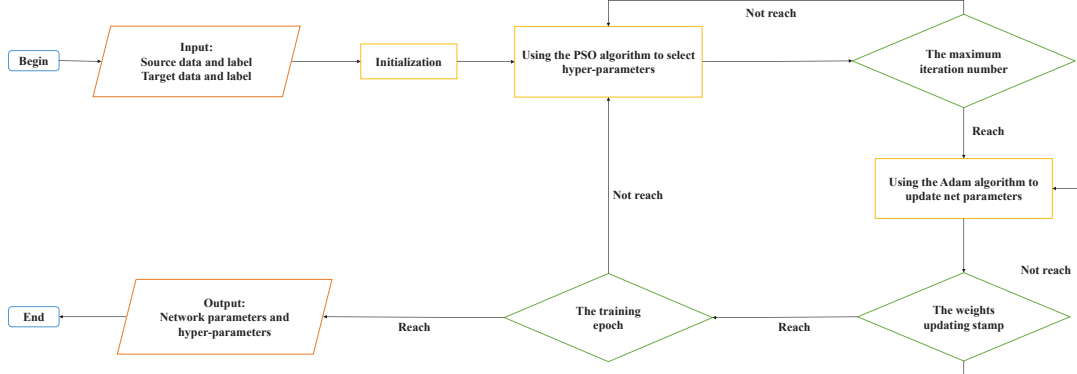 Not reach
Begin
Input:
Source data and label
Target data and label
Initialization
Using the PSO algorithm to select
hyper-parameters
The maximum
iteration number
Reach
Using the Adam algorithm to
update net parameters
Not reach
Not reach
End
Output:
Network parameters and
hyper-parameters
Reach
The training
epoch
Reach
The weights
updating stamp